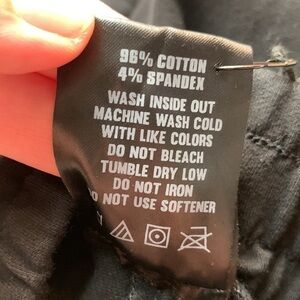 96% COTTON
4% SPANDEX
WASH INSIDE OUT
MACHINE WASH COLD
WITH LIKE COLORS
DO NOT BLEACH
TUMBLE DRY LOW
DO NOT IRON
DO NOT USE SOFTENER